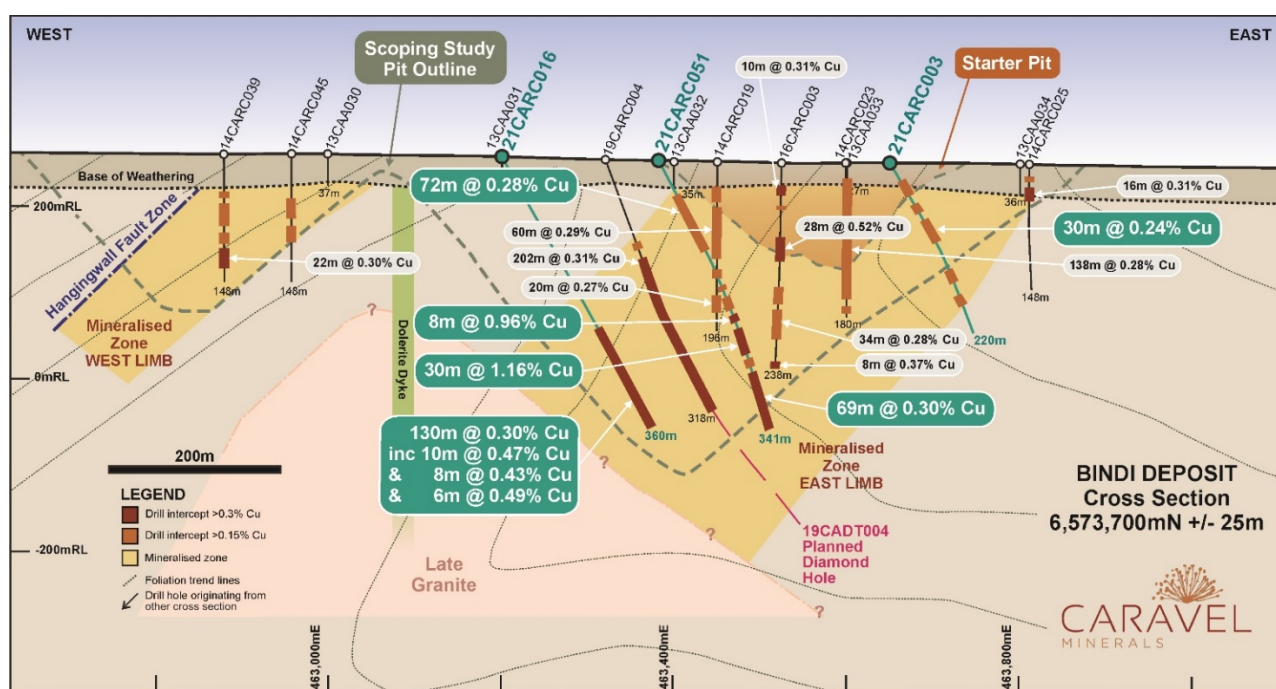 WEST
EAST
Scoping Study
Pit Outline
Starter Pit
14CARC039
14CARC045
13CAA030
13CAA031
21CARC016
19CARC004
21CARC051
13CAA032
14CARC019
10m @ 0.31% Cu
16CARC003
14CARC023
13CAA033
21CARC003
13CAA034
14CARC025
Base of Weathering
200mRL
0mRL
-200mRL
Hangingwall Fault Zone
37m
35m
27m
36m
72m @ 0.28% Cu
16m @ 0.31% Cu
60m @ 0.29% Cu
28m @ 0.52% Cu
30m @ 0.24% Cu
22m @ 0.30% Cu
202m @ 0.31% Cu
138m @ 0.28% Cu
20m @ 0.27% Cu
148m
148m
148m
Mineralised
Zone
WEST LIMB
Dolerite Dyke
8m @ 0.96% Cu
196m
180m
34m @ 0.28% Cu
220m
30m @ 1.16% Cu
8m @ 0.37% Cu
238m
69m @ 0.30% Cu
318m
360m
341m
130m @ 0.30% Cu
inc 10m @ 0.47% Cu
& 8m @ 0.43% Cu
& 6m @ 0.49% Cu
Mineralised
Zone
EAST LIMB
200m
LEGEND
Drill intercept >0.3% Cu
Drill intercept >0.15% Cu
Mineralised zone
Foliation trend lines
Drill hole originating from
other cross section
BINDI DEPOSIT
Cross Section
6,573,700mN +/- 25m
19CADT004
Planned
Diamond
Hole
Late
Granite
?
?
?
?
?
CARAVEL
MINERALS
463,000mE
463,400mE
463,800mE